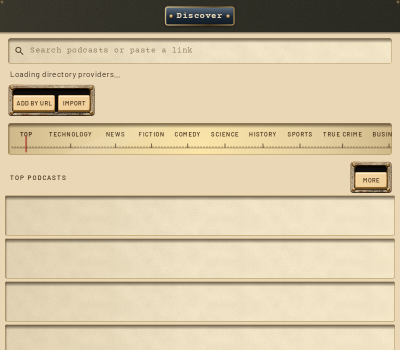 Discover
Search podcasts or paste a link
Loading directory providers...
ADD BY URL IMPORT
TOP TECHNOLOGY NEWS FICTION COMEDY SCIENCE HISTORY SPORTS TRUE CRIME BUSIN
TOP PODCASTS MORE